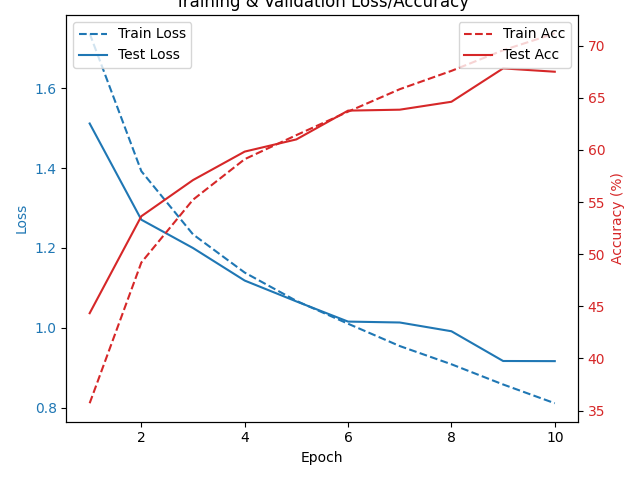 Training & Validation Loss/Accuracy
Train Loss
Test Loss
Train Acc
Test Acc
Loss
1.6
1.4
1.2
1.0
0.8
70
65
60
55
50
45
40
35
Accuracy (%)
2 4 6 8 10
Epoch